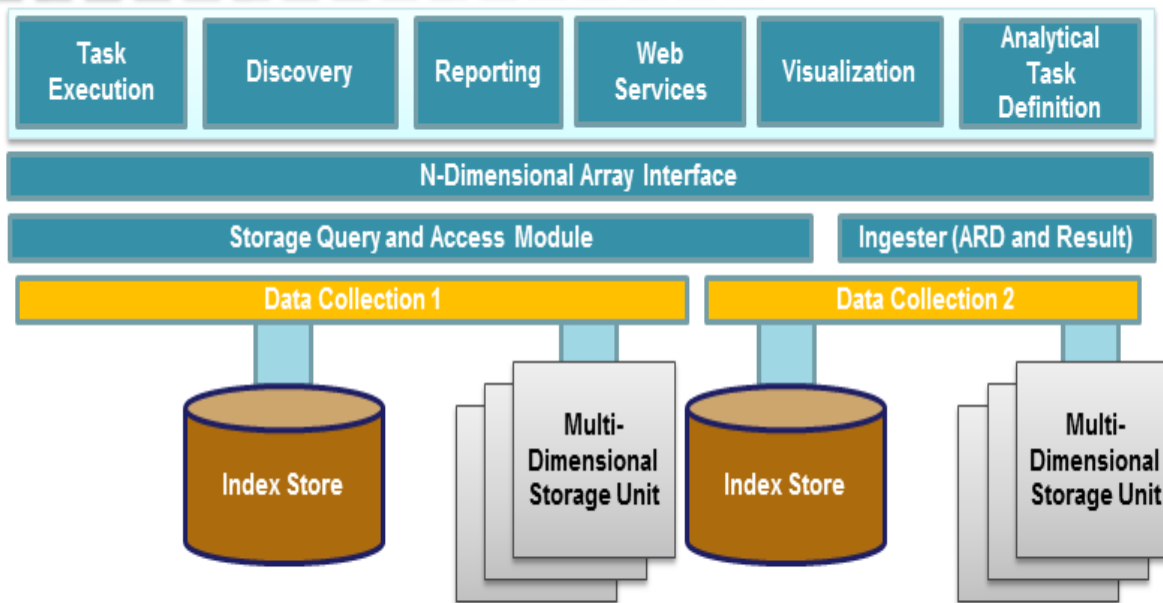 Task
Execution
Discovery
Reporting
Web
Services
Visualization
Analytical
Task
Definition
N-Dimensional Array Interface
Storage Query and Access Module
Ingester (ARD and Result)
Data Collection 1
Data Collection 2
Index Store
Multi-
Dimensional
Storage Unit
Index Store
Multi-
Dimensional
Storage Unit